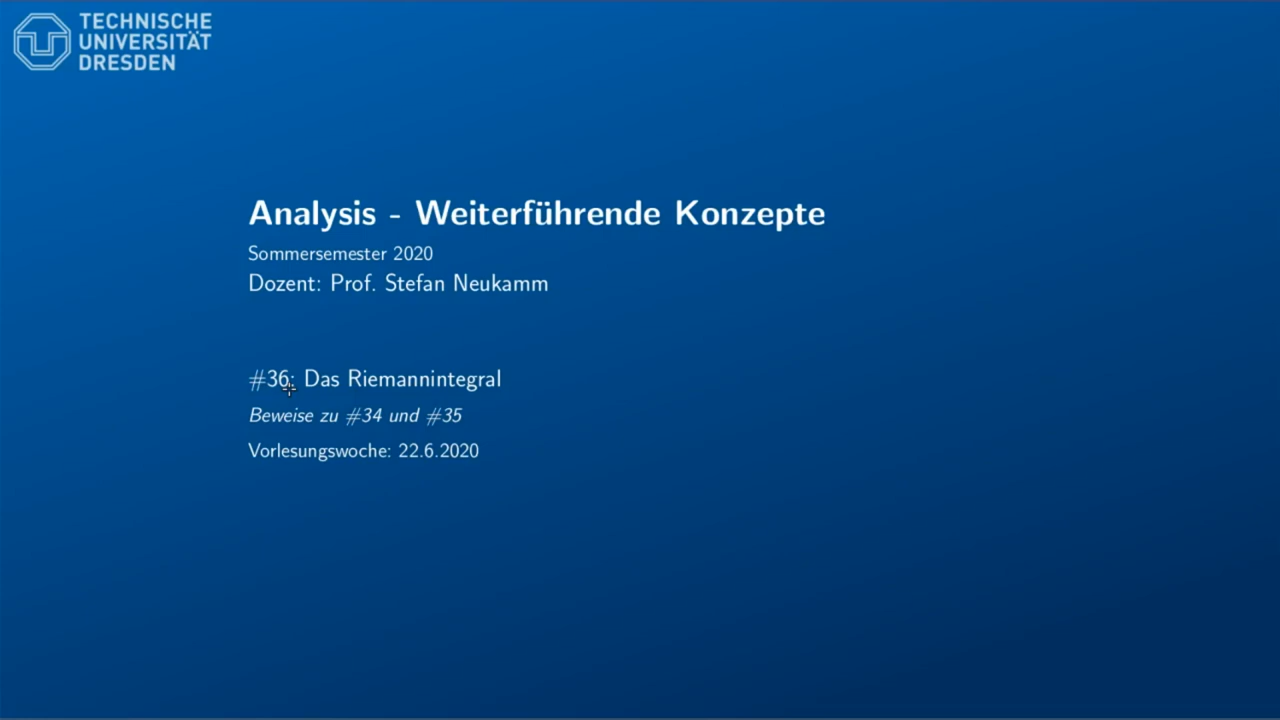 TECHNISCHE
UNIVERSITÄT
DRESDEN
Analysis - Weiterführende Konzepte
Sommersemester 2020
Dozent: Prof. Stefan Neukamm
#36: Das Riemannintegral
Beweise zu #34 und #35
Vorlesungswoche: 22.6.2020